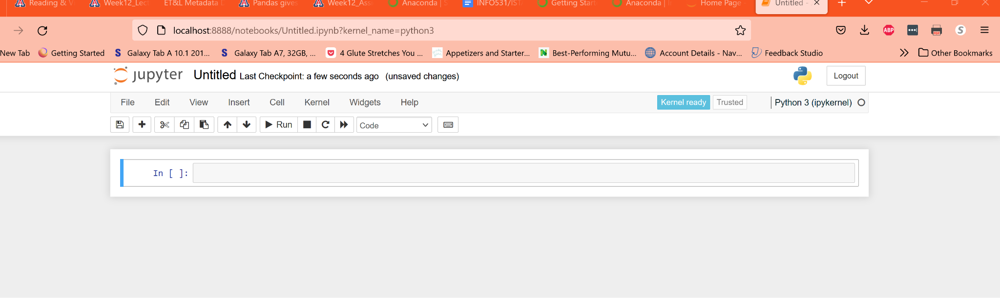 Reading & V Week12_Lec ET&L Metadata Pandas gives Week12_Ass Anaconda | S INFO531/IST Getting Start Anaconda | I Home Page - Untitled -
localhost:8888/notebooks/Untitled.ipynb?kernel_name=python3 ABP PDF S
New Tab Getting Started S Galaxy Tab A 10.1 201... S Galaxy Tab A7, 32GB, ... 4 Glute Stretches You ... Appetizers and Starter... N Best-Performing Mutu... Account Details - Nav... Feedback Studio Other Bookmarks
jupyter Untitled Last Checkpoint: a few seconds ago (unsaved changes) Logout
File Edit View Insert Cell Kernel Widgets Help Kernel ready Trusted Python 3 (ipykernel)
Run Code
In [ ]: